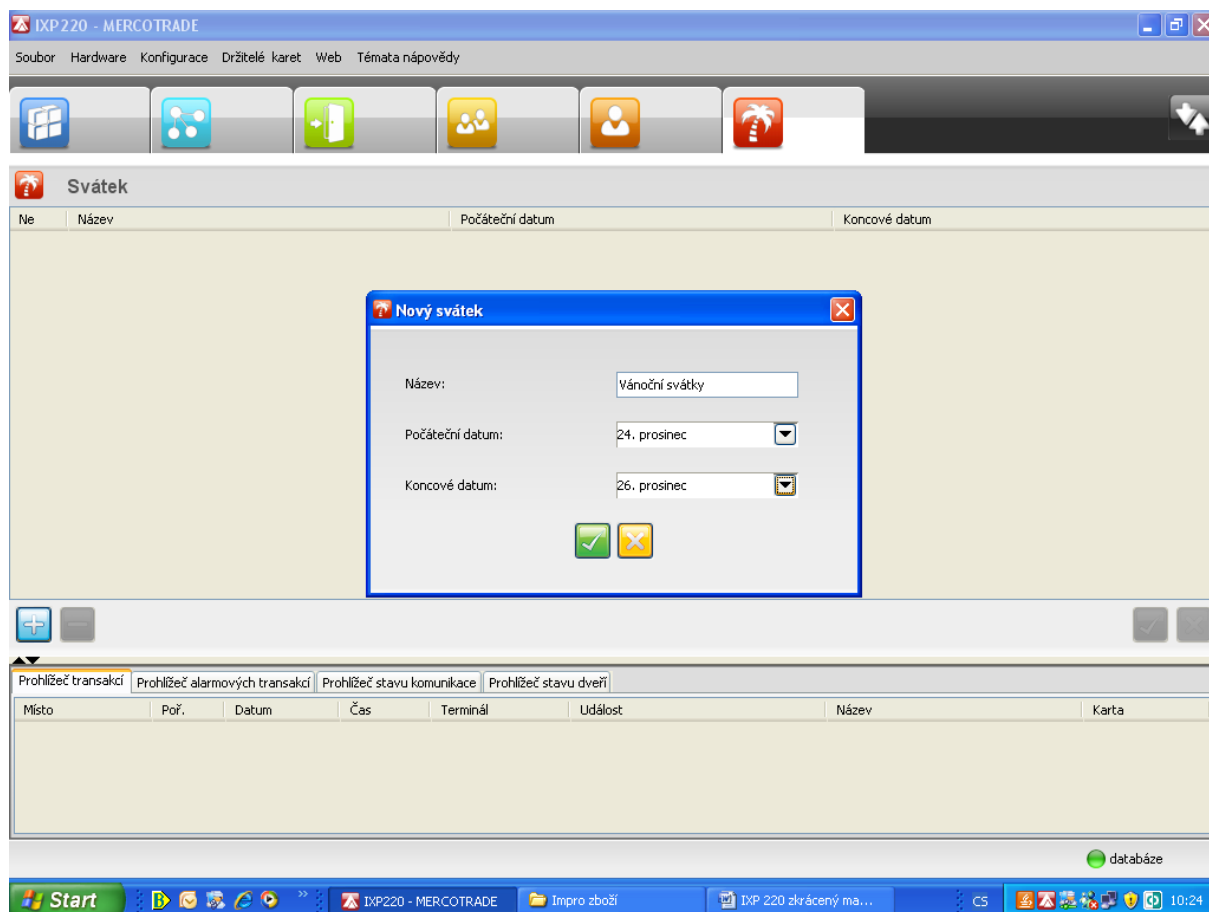 IXP220 - MERCOTRADE
Soubor Hardware Konfigurace Držitelé karet Web Témata nápovědy
Svátek
Ne Název Počáteční datum Koncové datum
Nový svátek
Název: Vánoční svátky
Počáteční datum: 24. prosinec
Koncové datum: 26. prosinec
Prohlížeč transakcí Prohlížeč alarmových transakcí Prohlížeč stavu komunikace Prohlížeč stavu dveří
Místo Poř. Datum Čas Terminál Událost Název Karta
databáze
Start IXP220 - MERCOTRADE Impro zboží IXP 220 zkrácený ma... CS 10:24